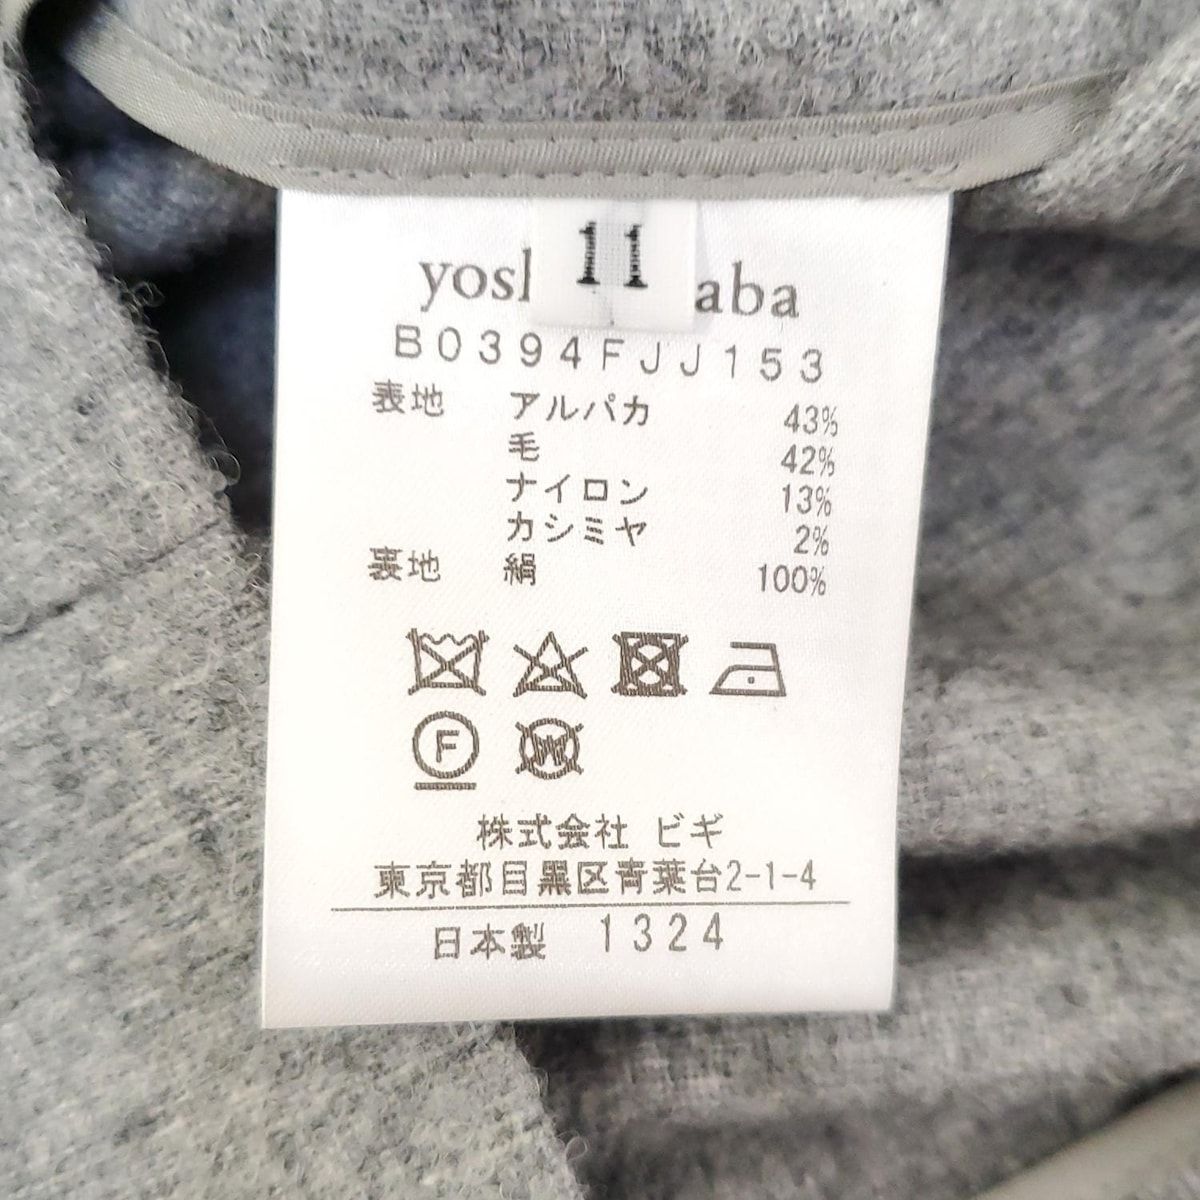 11
yosl aba
B0394FJJ153
表地 アルパカ 43%
毛 42%
ナイロン 13%
カシミヤ 2%
裏地 絹 100%
F W
株式会社 ビギ
東京都目黒区青葉台2-1-4
日本製 1324